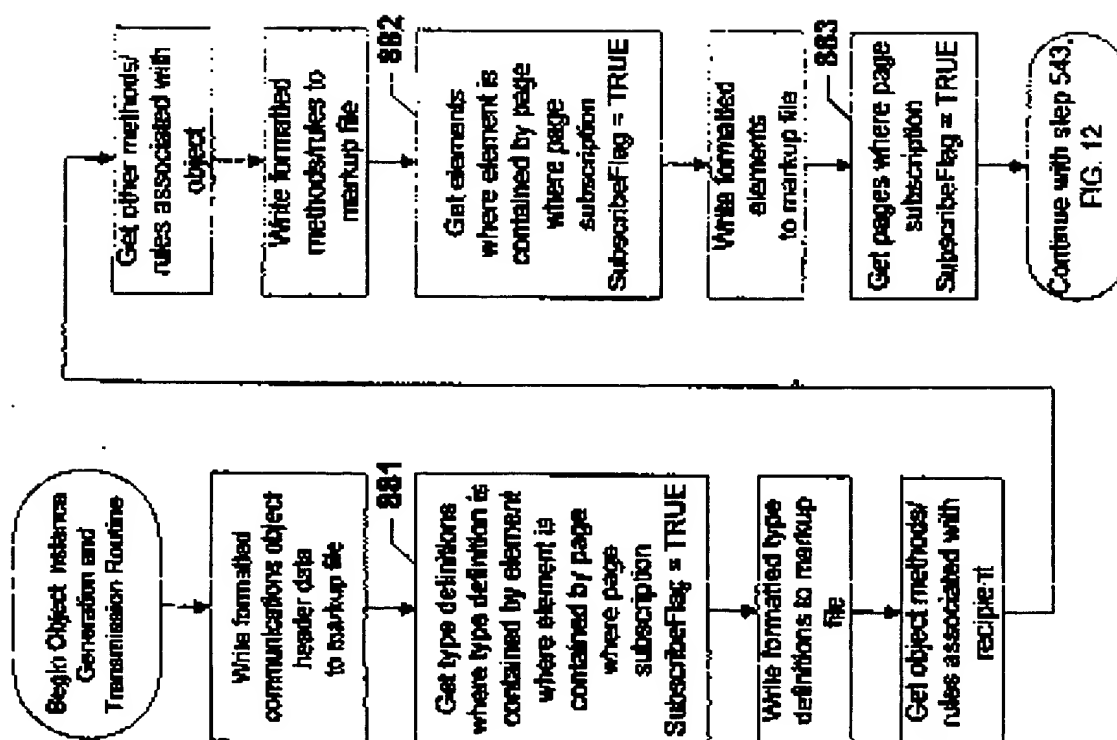 Begin Object Instance
Generation and
Transmission Routine
Write formatted
communications object
header data
to markup file
881
Get type definitions
where type definition is
contained by element
where element is
contained by page
where page
subscription
SubscribeFlag = TRUE
Write formatted type
definitions to markup
file
Get object methods/
rules associated with
recipient
Get other methods/
rules associated with
object
Write formatted
methods/rules to
markup file
882
Get elements
where element is
contained by page
where page
subscription
SubscribeFlag = TRUE
Write formatted
elements
to markup file
883
Get pages where page
subscription
SubscribeFlag = TRUE
Continue with step 543,
FIG. 12